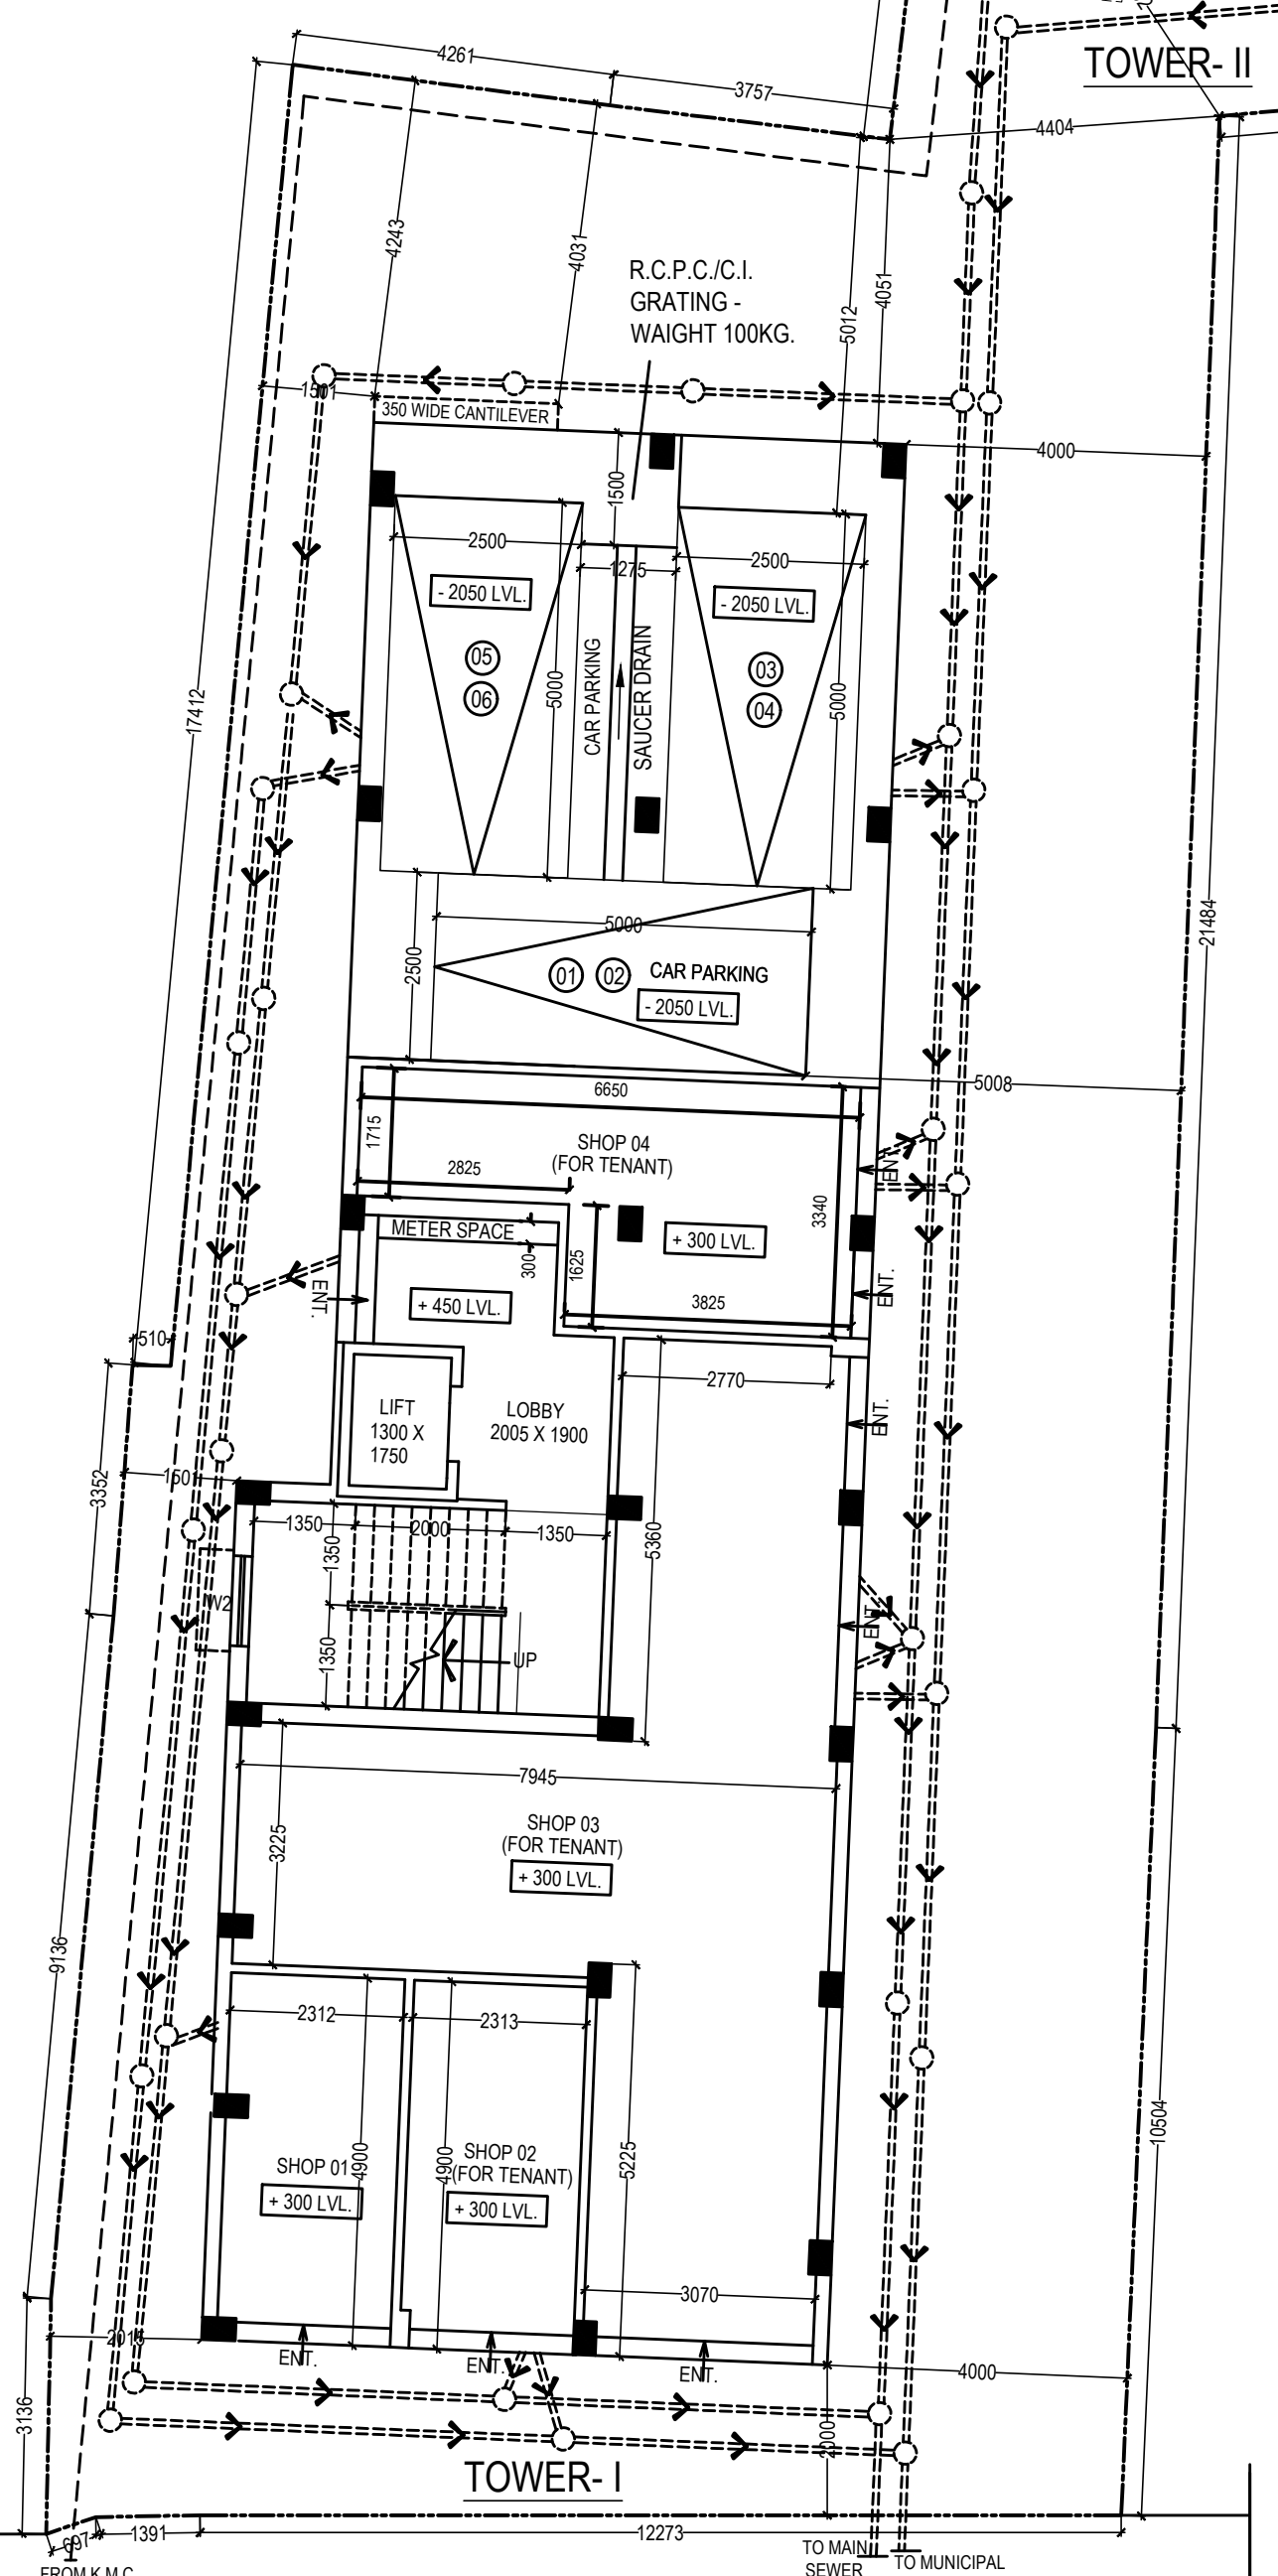 TOWER- II
4261
3757
4404
4243
4031
5012
4051
R.C.P.C./C.I.
GRATING -
WAIGHT 100KG.
1501
350 WIDE CANTILEVER
4000
1500
2500
1275
2500
- 2050 LVL.
- 2050 LVL.
05
06
03
04
5000
CAR PARKING
SAUCER DRAIN
5000
17412
21484
5000
2500
01
02
CAR PARKING
- 2050 LVL.
5008
6650
1715
SHOP 04
(FOR TENANT)
ENT.
2825
3340
METER SPACE
300
1625
+ 300 LVL.
ENT.
+ 450 LVL.
3825
ENT.
510
2770
LIFT
1300 X
1750
LOBBY
2005 X 1900
ENT.
3352
1501
1350
2000
1350
1350
5360
W2
1350
UP
ENT.
7945
3225
SHOP 03
(FOR TENANT)
+ 300 LVL.
9136
2312
2313
4900
4900
5225
10504
SHOP 01
+ 300 LVL.
SHOP 02
(FOR TENANT)
+ 300 LVL.
3070
2015
ENT.
ENT.
ENT.
4000
3136
2000
TOWER- I
697
1391
12273
TO MAIN
SEWER
TO MUNICIPAL
FROM K.M.C.